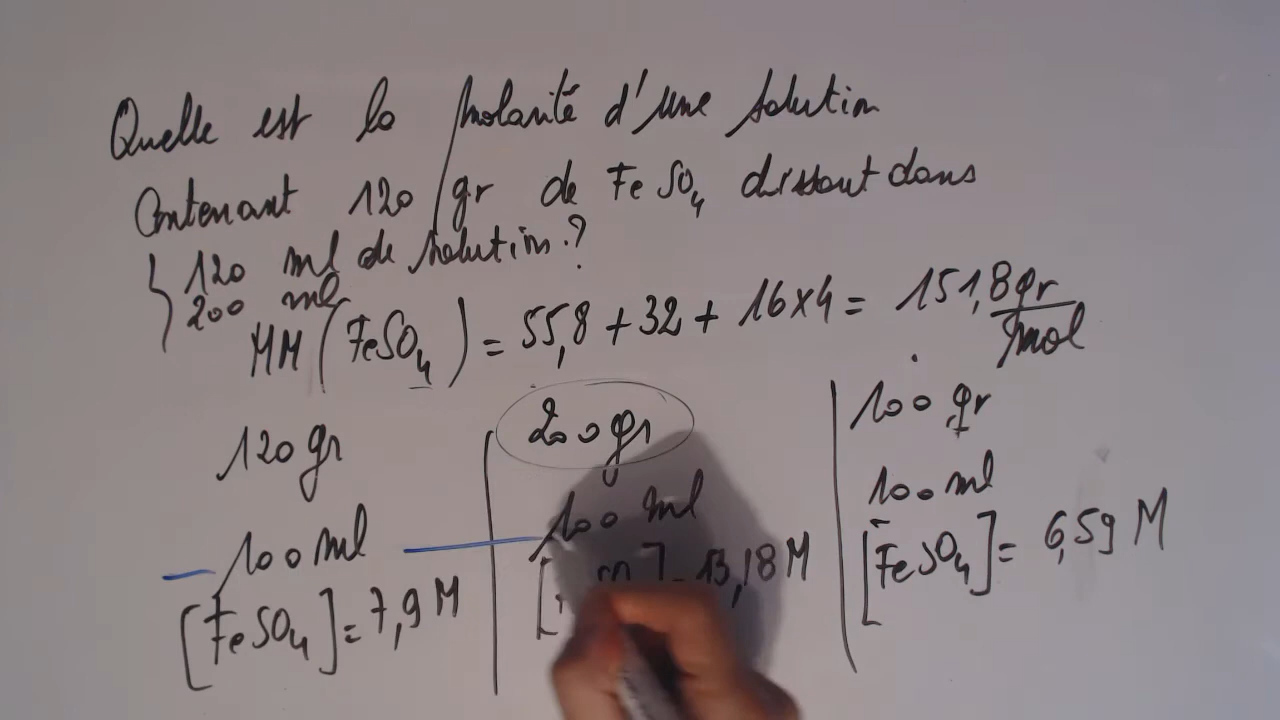 Quelle est la molarité d'une solution
Contenant 120 gr de FeSO4 dissout dans
120 ml de solution ?
200 ml
MM (FeSO4) = 55,8 + 32 + 16x4 = 151,8 gr/mol
120 gr
100 ml
[FeSO4] = 7,9 M
200 gr
100 ml
[ ] = 13,18 M
100 gr
100 ml
[FeSO4] = 6,59 M